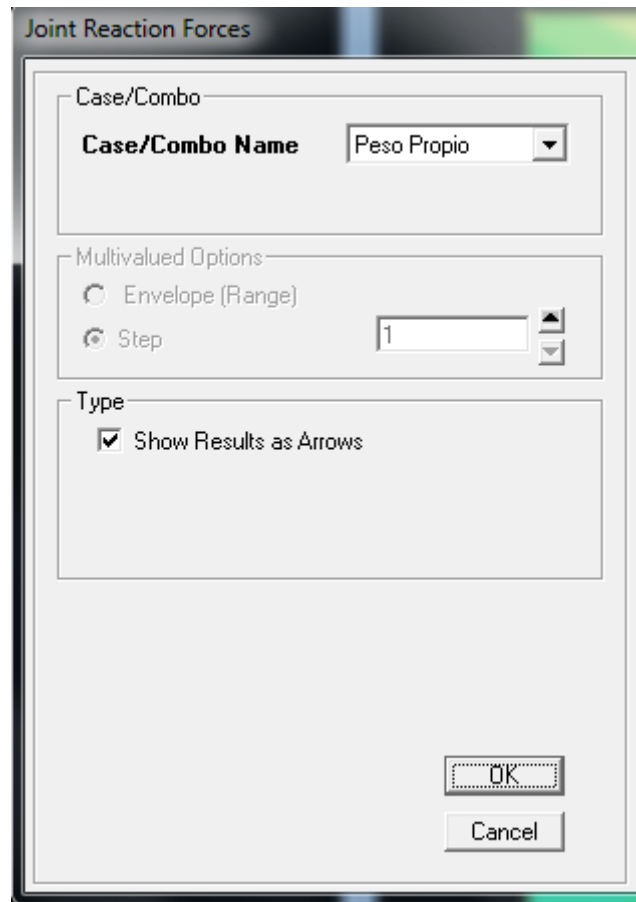 Joint Reaction Forces
Case/Combo
Case/Combo Name Peso Propio
Multivalued Options
Envelope (Range)
Step 1
Type
Show Results as Arrows
OK
Cancel